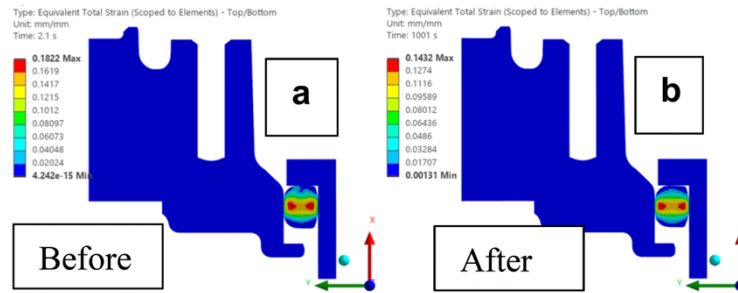 Type: Equivalent Total Strain (Scoped to Elements) - Top/Bottom
Unit: mm/mm
Time: 2.1 s
0.1822 Max
0.1619
0.1417
0.1215
0.1012
0.08097
0.06073
0.04048
0.02024
4.242e-15 Min
a
Before
X
Y
Type: Equivalent Total Strain (Scoped to Elements) - Top/Bottom
Unit: mm/mm
Time: 1001 s
0.1432 Max
0.1274
0.1116
0.09589
0.08012
0.06436
0.0486
0.03284
0.01707
0.00131 Min
b
After
Y